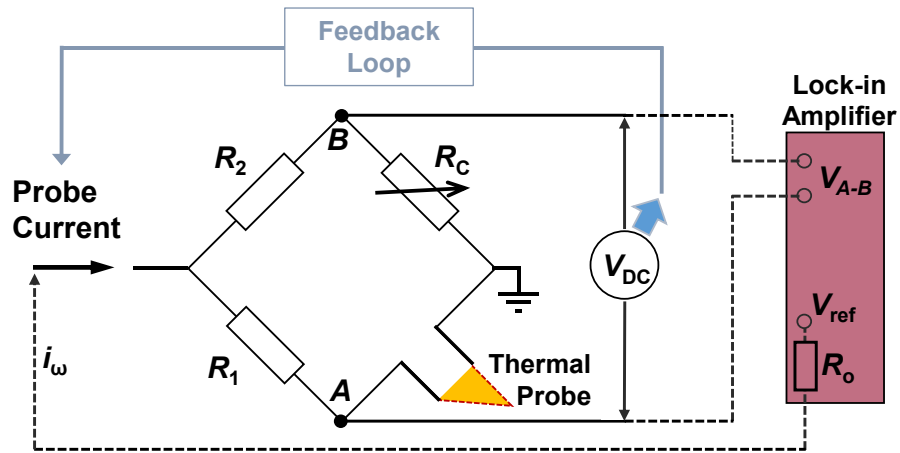 Feedback
Loop
Lock-in
Amplifier
B
R2
RC
VA-B
Probe
Current
VDC
Vref
iω
R1
A
Thermal
Probe
Ro